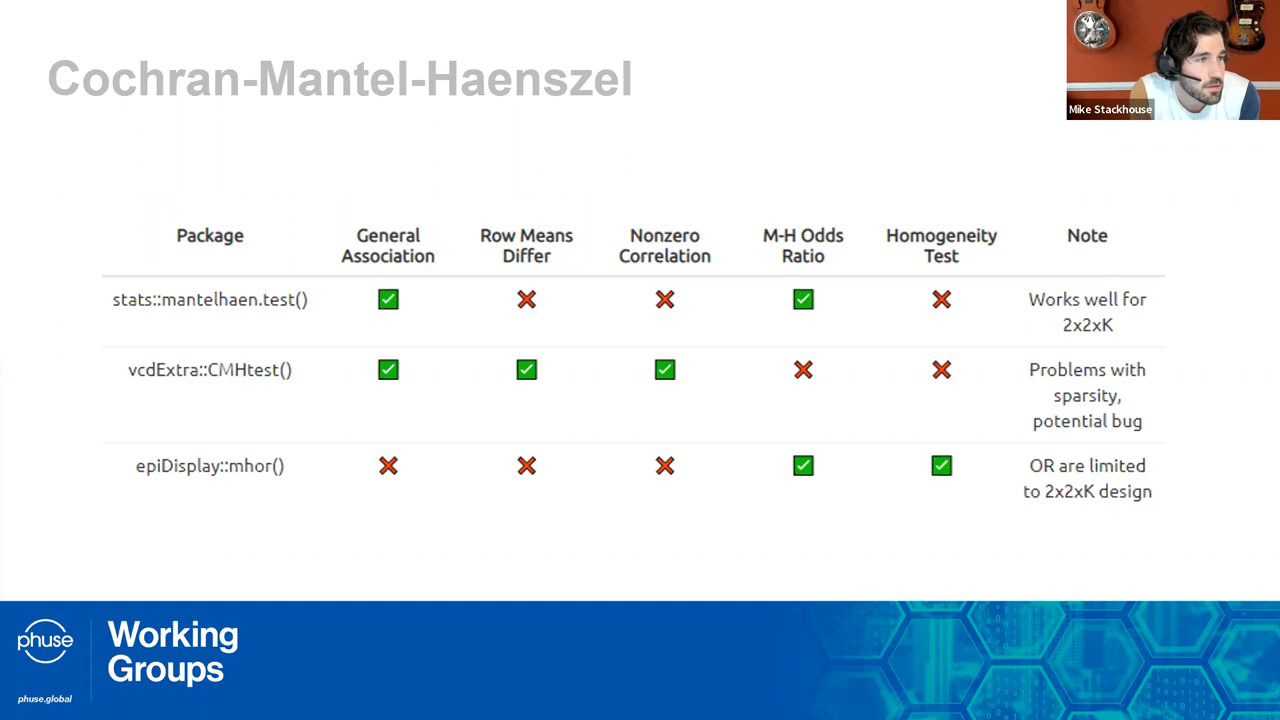 Cochran-Mantel-Haenszel
Mike Stackhouse
Package
General
Association
Row Means
Differ
Nonzero
Correlation
M-H Odds
Ratio
Homogeneity
Test
Note
stats::mantelhaen.test()
Works well for
2x2xK
vcdExtra::CMHtest()
Problems with
sparsity,
potential bug
epiDisplay::mhor()
OR are limited
to 2x2xK design
phuse
Working
Groups
phuse.global